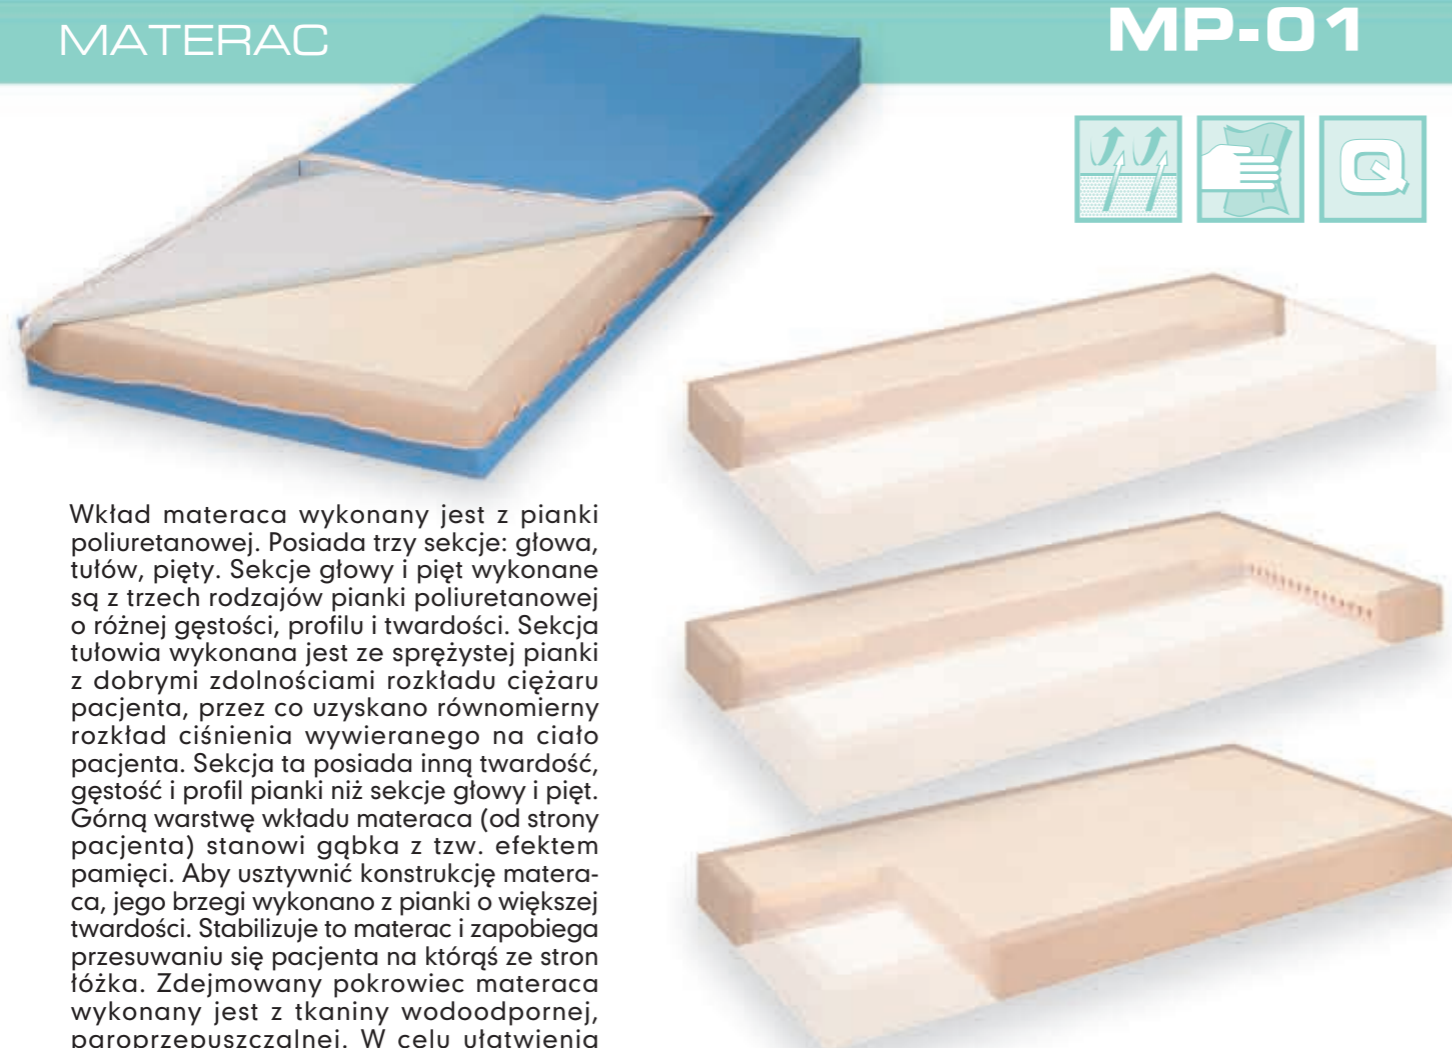 MATERAC
MP-01
Q
Wkład materaca wykonany jest z pianki
poliuretanowej. Posiada trzy sekcje: głowa,
tułów, pięty. Sekcje głowy i pięt wykonane
są z trzech rodzajów pianki poliuretanowej
o różnej gęstości, profilu i twardości. Sekcja
tułowia wykonana jest ze sprężystej pianki
z dobrymi zdolnościami rozkładu ciężaru
pacjenta, przez co uzyskano równomierny
rozkład ciśnienia wywieranego na ciało
pacjenta. Sekcja ta posiada inną twardość,
gęstość i profil pianki niż sekcje głowy i pięt.
Górną warstwę wkładu materaca (od strony
pacjenta) stanowi gąbka z tzw. efektem
pamięci. Aby usztywnić konstrukcję matera-
ca, jego brzegi wykonano z pianki o większej
twardości. Stabilizuje to materac i zapobiega
przesuwaniu się pacjenta na którąś ze stron
łóżka. Zdejmowany pokrowiec materaca
wykonany jest z tkaniny wodoodpornej,
paroprzepuszczalnej. W celu ułatwienia